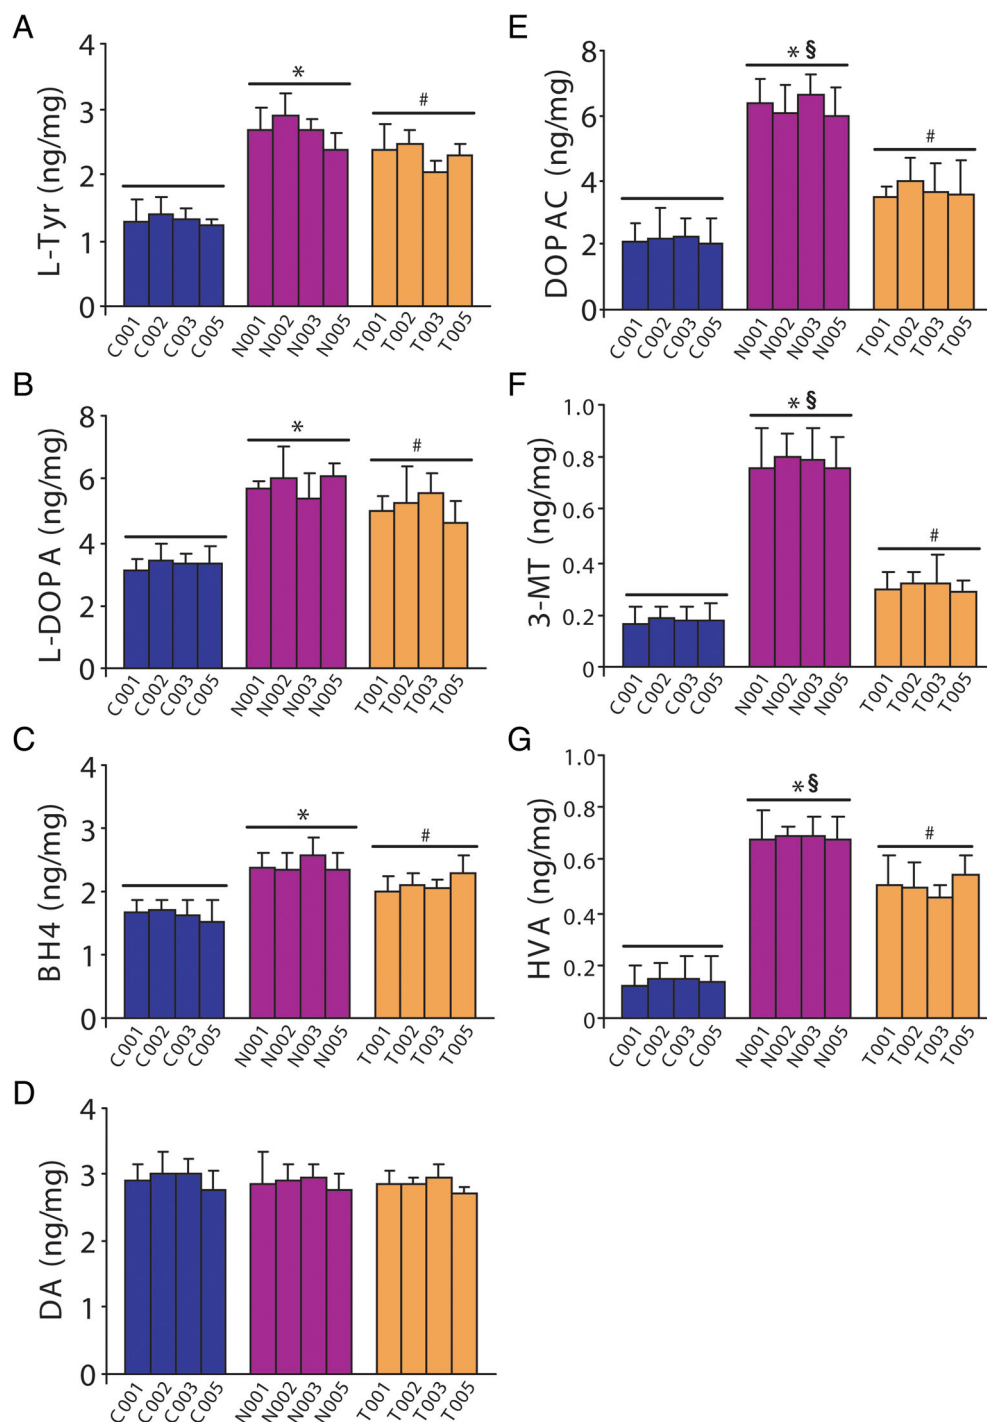 A
L-Tyr (ng/mg)
4
3
2
1
0
*
#
C001 C002 C003 C005 N001 N002 N003 N005 T001 T002 T003 T005
B
L-DOPA (ng/mg)
8
6
4
2
0
*
#
C001 C002 C003 C005 N001 N002 N003 N005 T001 T002 T003 T005
C
BH4 (ng/mg)
4
3
2
1
0
*
#
C001 C002 C003 C005 N001 N002 N003 N005 T001 T002 T003 T005
D
DA (ng/mg)
4
3
2
1
0
C001 C002 C003 C005 N001 N002 N003 N005 T001 T002 T003 T005
E
DOPAC (ng/mg)
8
6
4
2
0
* §
#
C001 C002 C003 C005 N001 N002 N003 N005 T001 T002 T003 T005
F
3-MT (ng/mg)
1.0
0.8
0.6
0.4
0.2
0
* §
#
C001 C002 C003 C005 N001 N002 N003 N005 T001 T002 T003 T005
G
HVA (ng/mg)
1.0
0.8
0.6
0.4
0.2
0
* §
#
C001 C002 C003 C005 N001 N002 N003 N005 T001 T002 T003 T005